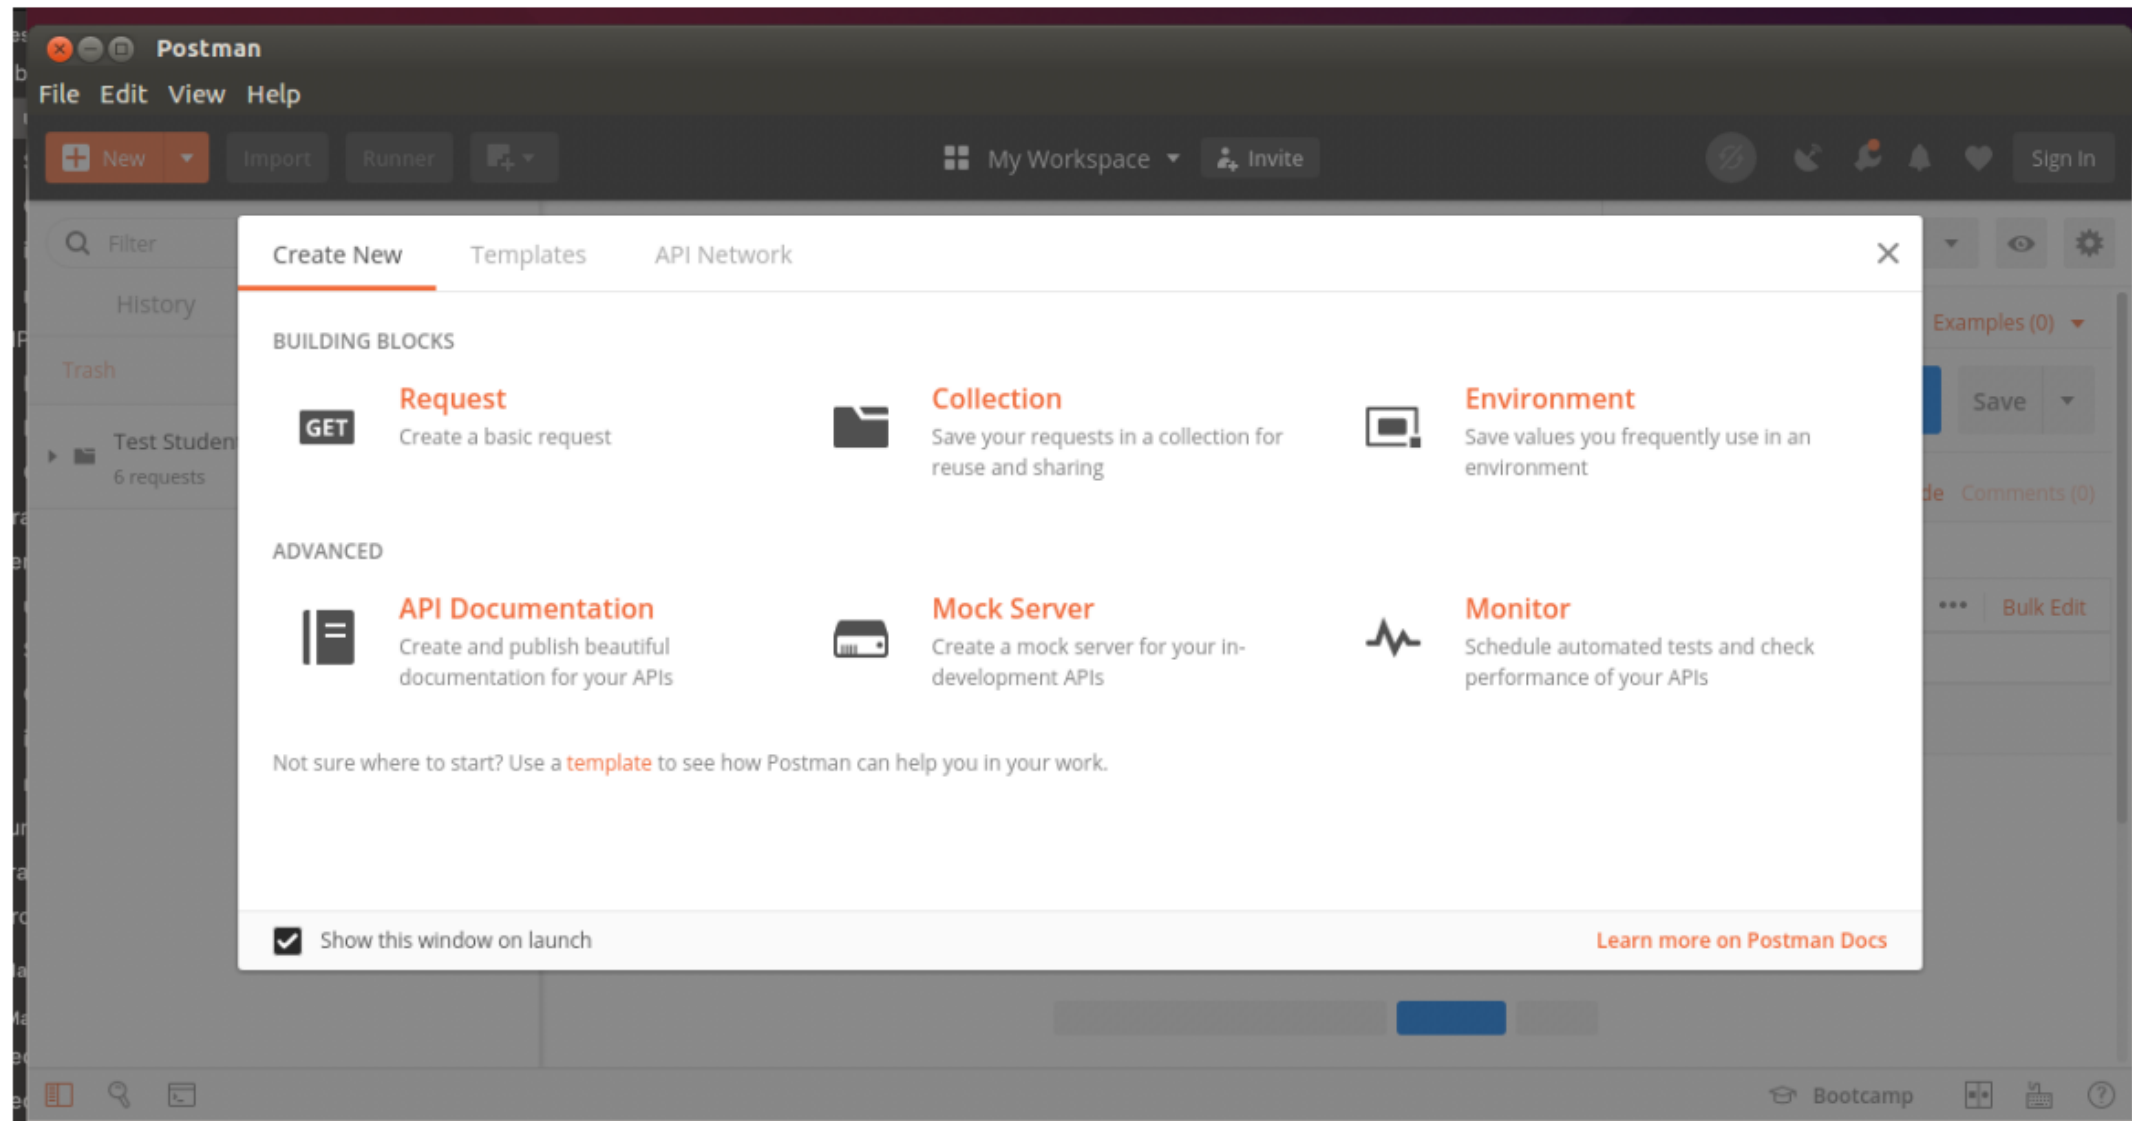 Postman
File Edit View Help
New Import Runner My Workspace Invite Sign In
Filter
History
Trash
Test Studen
6 requests
Create New Templates API Network
BUILDING BLOCKS
GET
Request
Create a basic request
Collection
Save your requests in a collection for
reuse and sharing
Environment
Save values you frequently use in an
environment
ADVANCED
API Documentation
Create and publish beautiful
documentation for your APIs
Mock Server
Create a mock server for your in-
development APIs
Monitor
Schedule automated tests and check
performance of your APIs
Not sure where to start? Use a template to see how Postman can help you in your work.
Show this window on launch
Learn more on Postman Docs
Examples (0)
Save
de Comments (0)
Bulk Edit
Bootcamp